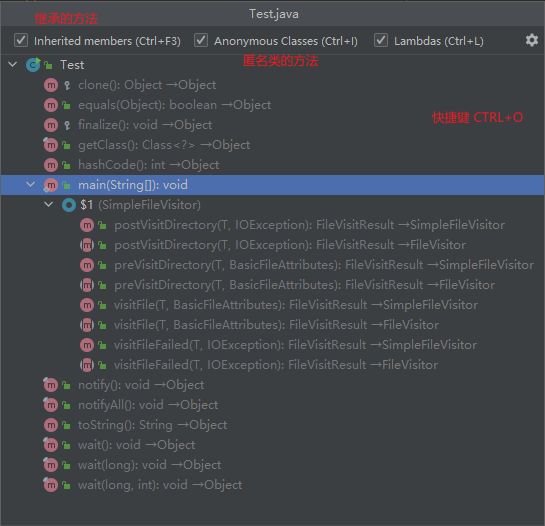 Test.java
继承的方法
Inherited members (Ctrl+F3) Anonymous Classes (Ctrl+I) Lambdas (Ctrl+L)
匿名类的方法
Test
clone(): Object →Object
equals(Object): boolean →Object
快捷键 CTRL+O
finalize(): void →Object
getClass(): Class<?> →Object
hashCode(): int →Object
main(String[]): void
$1 (SimpleFileVisitor)
postVisitDirectory(T, IOException): FileVisitResult →SimpleFileVisitor
postVisitDirectory(T, IOException): FileVisitResult →FileVisitor
preVisitDirectory(T, BasicFileAttributes): FileVisitResult →SimpleFileVisitor
preVisitDirectory(T, BasicFileAttributes): FileVisitResult →FileVisitor
visitFile(T, BasicFileAttributes): FileVisitResult →SimpleFileVisitor
visitFile(T, BasicFileAttributes): FileVisitResult →FileVisitor
visitFileFailed(T, IOException): FileVisitResult →SimpleFileVisitor
visitFileFailed(T, IOException): FileVisitResult →FileVisitor
notify(): void →Object
notifyAll(): void →Object
toString(): String →Object
wait(): void →Object
wait(long): void →Object
wait(long, int): void →Object